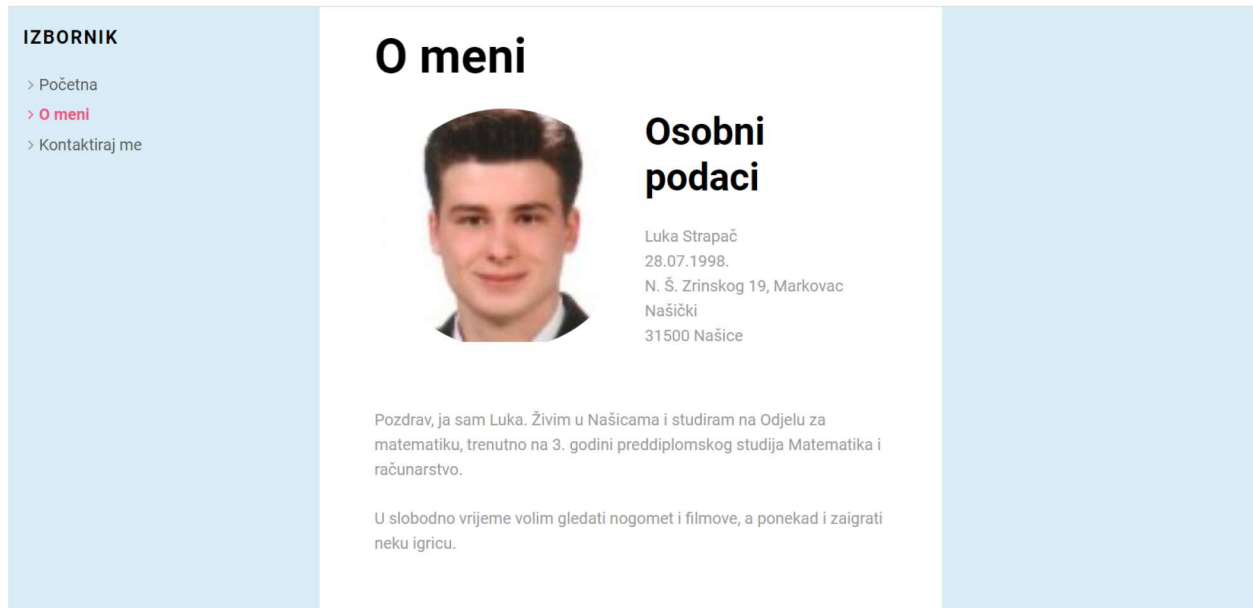 IZBORNIK
Početna
O meni
Kontaktiraj me
O meni
Osobni
podaci
Luka Strapač
28.07.1998.
N. Š. Zrinskog 19, Markovac
Našički
31500 Našice
Pozdrav, ja sam Luka. Živim u Našicama i studiram na Odjelu za
matematiku, trenutno na 3. godini preddiplomskog studija Matematika i
računarstvo.
U slobodno vrijeme volim gledati nogomet i filmove, a ponekad i zaigrati
neku igricu.